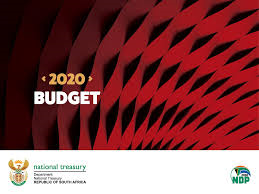 ‹ 2020 ›
BUDGET
national treasury
Department:
National Treasury
REPUBLIC OF SOUTH AFRICA
NDP